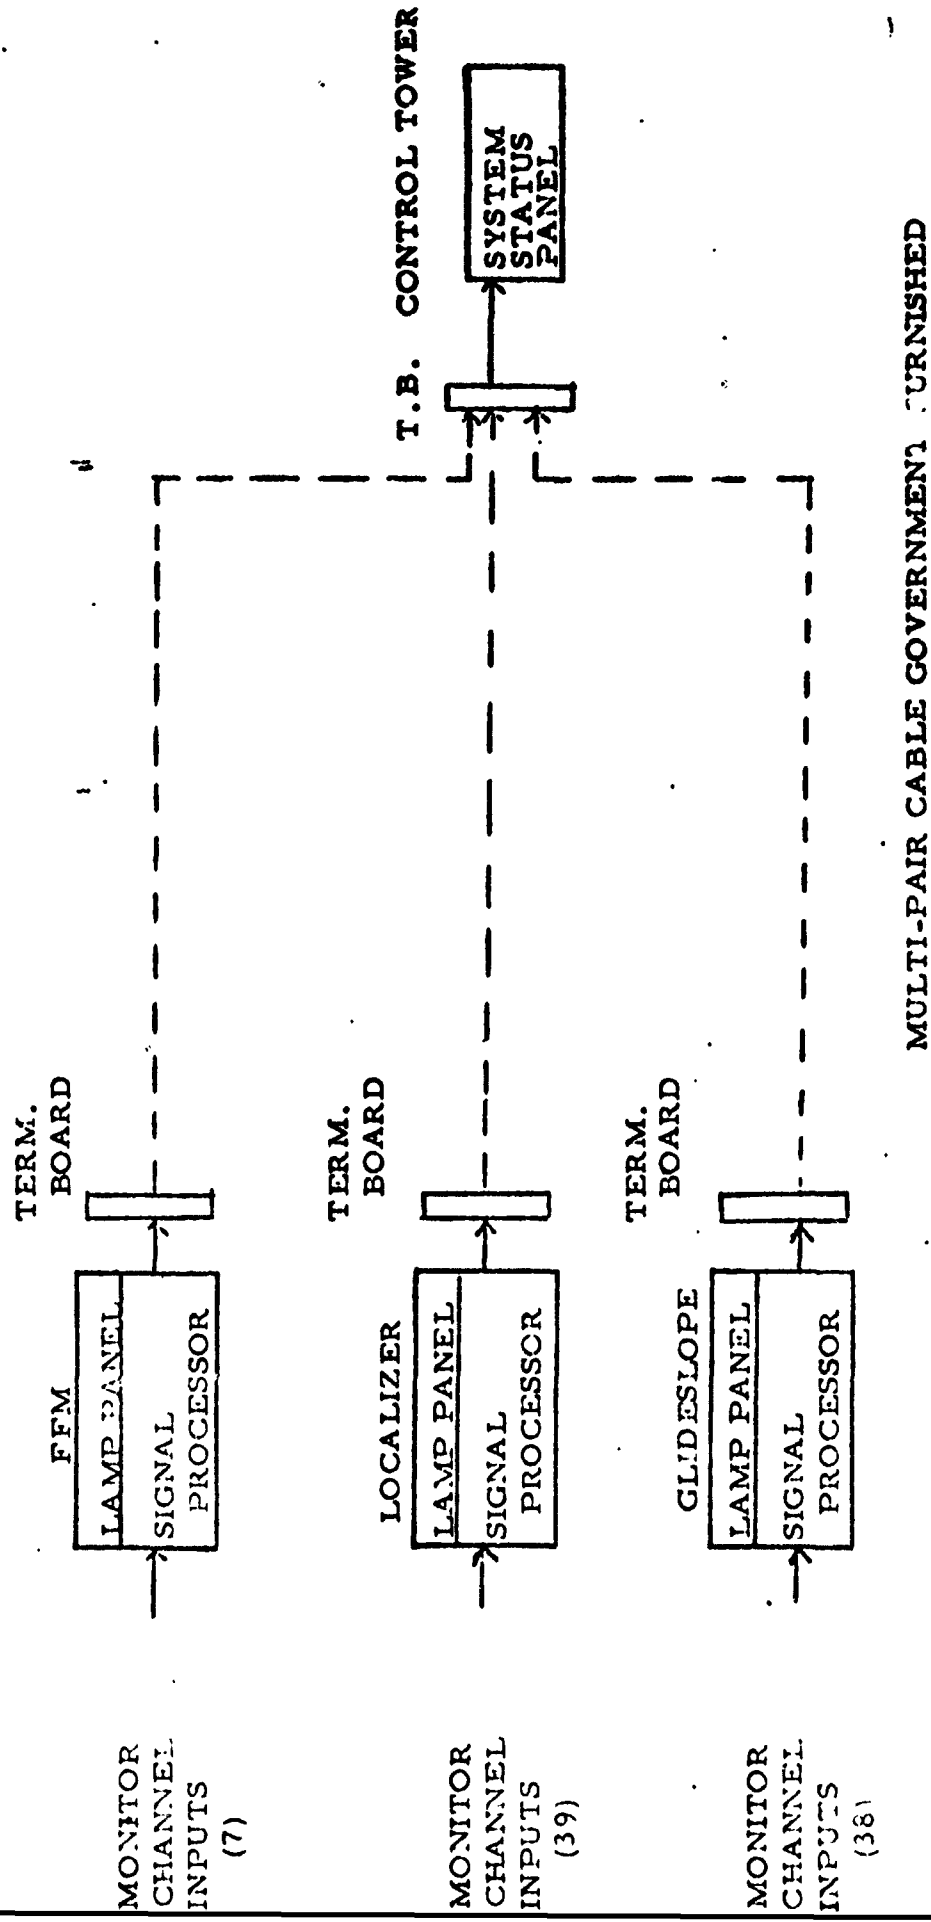 MONITOR
CHANNEL
INPUTS
(7)
FFM
LAMP PANEL
SIGNAL
PROCESSOR
TERM.
BOARD
MONITOR
CHANNEL
INPUTS
(39)
LOCALIZER
LAMP PANEL
SIGNAL
PROCESSOR
TERM.
BOARD
T.B. CONTROL TOWER
SYSTEM
STATUS
PANEL
MONITOR
CHANNEL
INPUTS
(38)
GLIDESLOPE
LAMP PANEL
SIGNAL
PROCESSOR
TERM.
BOARD
MULTI-PAIR CABLE GOVERNMENT FURNISHED